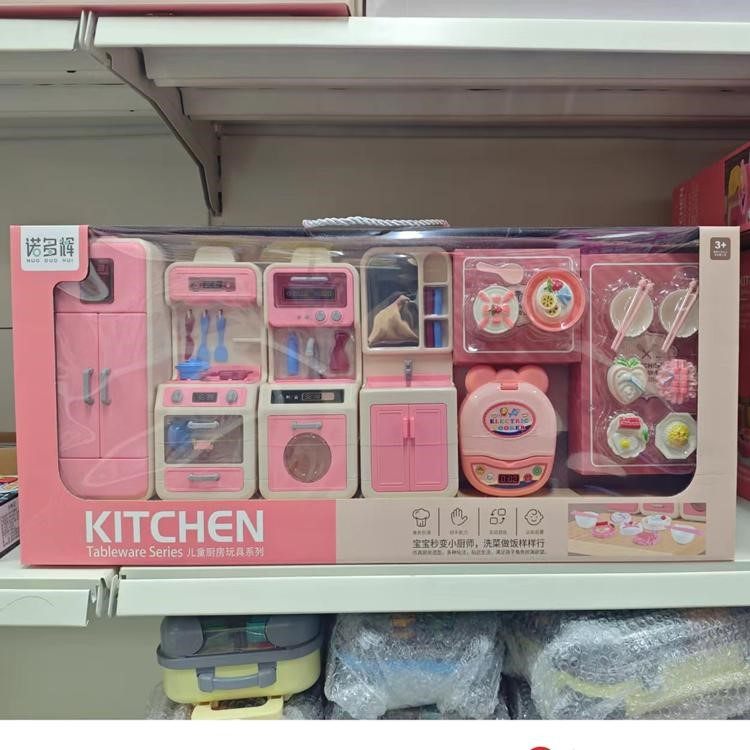 诺多辉
NUO DUO HUI
3+
ELECTRIC
COOKER
KITCHEN
Tableware Series 儿童厨房玩具系列
宝宝秒变小厨师，洗菜做饭样样行